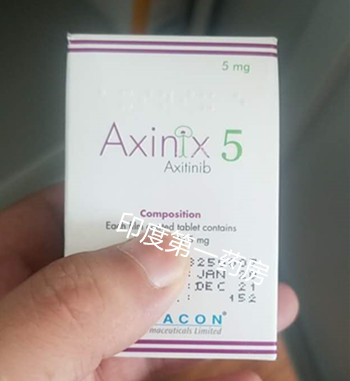 5 mg
Axinix 5
Axitinib
Composition
tablet contains
mg
印度第一药房
JAN 20
DEC 21
152
ACON®
maceuticals Limited